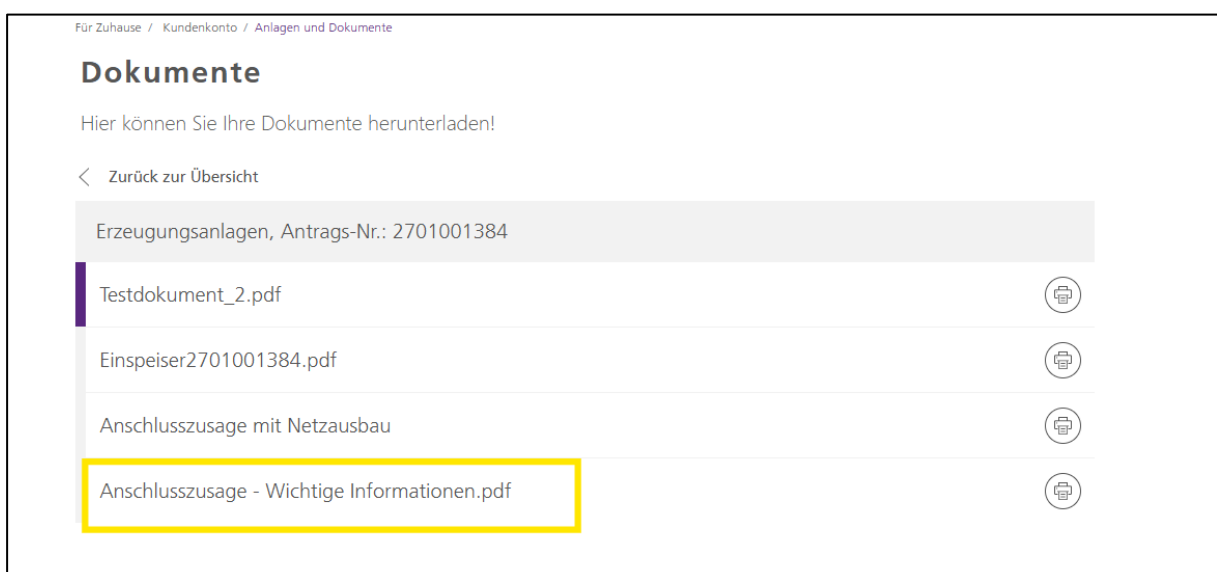 Für Zuhause / Kundenkonto / Anlagen und Dokumente
Dokumente
Hier können Sie Ihre Dokumente herunterladen!
Zurück zur Übersicht
Erzeugungsanlagen, Antrags-Nr.: 2701001384
Testdokument_2.pdf
Einspeiser2701001384.pdf
Anschlusszusage mit Netzausbau
Anschlusszusage - Wichtige Informationen.pdf